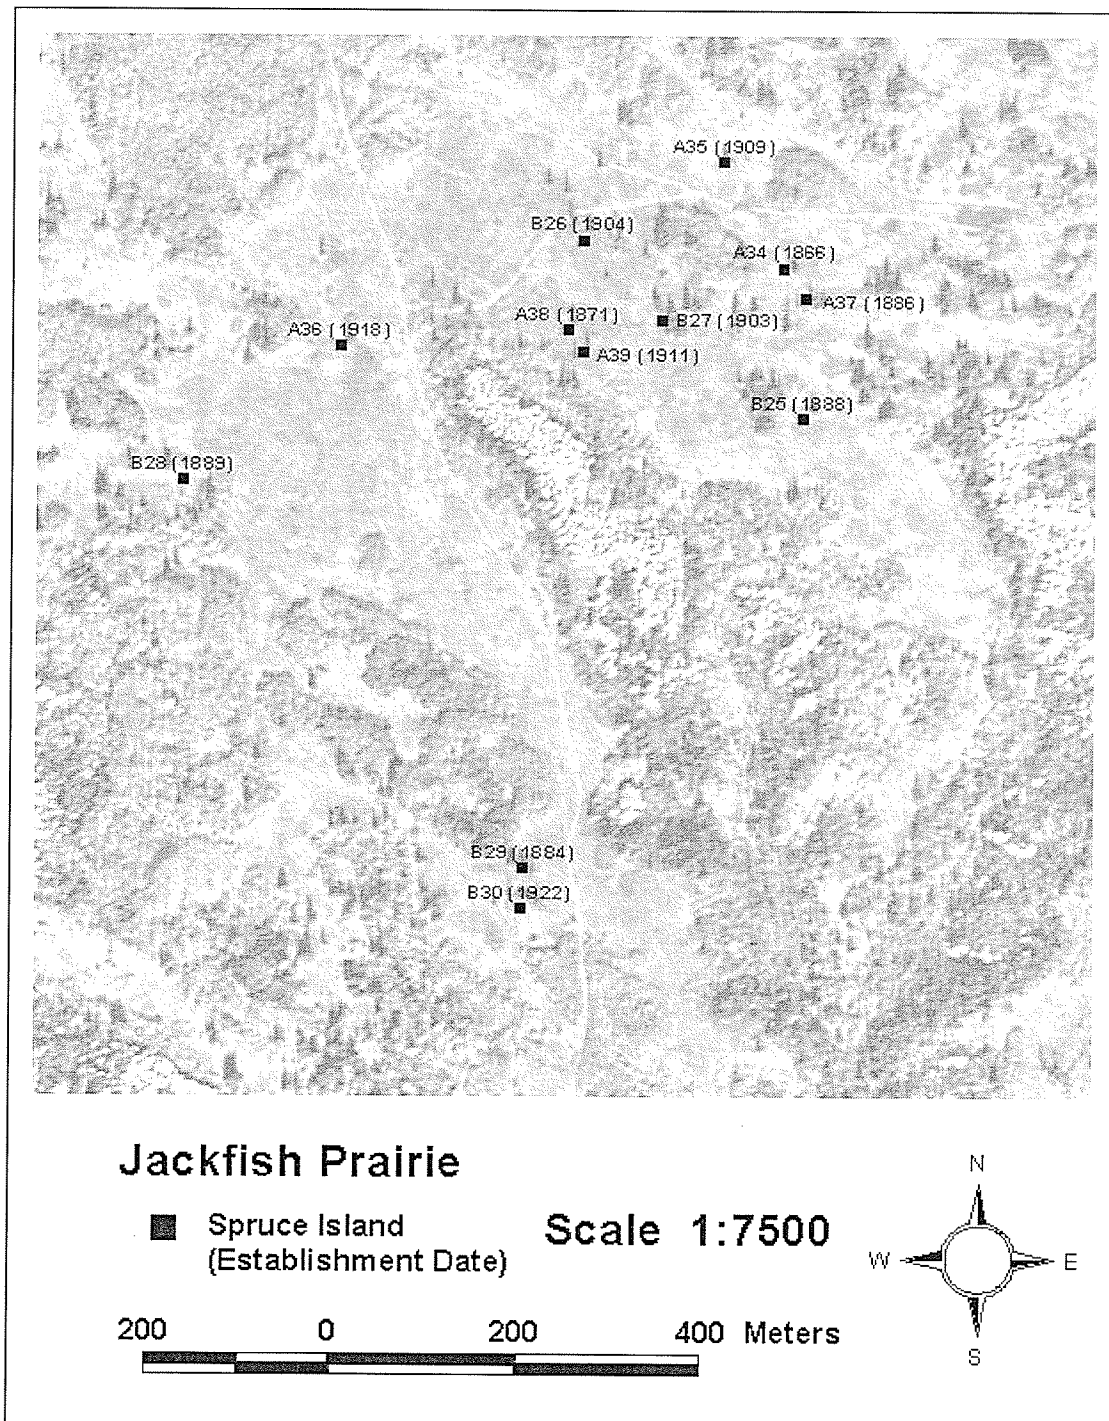 A35 (1909)
B26 (1904)
A34 (1866)
A37 (1886)
A38 (1871)
B27 (1903)
A36 (1918)
A39 (1911)
B25 (1888)
B28 (1889)
B29 (1884)
B30 (1922)
Jackfish Prairie
Spruce Island
(Establishment Date)
Scale 1:7500
N
W E
S
200 0 200 400 Meters